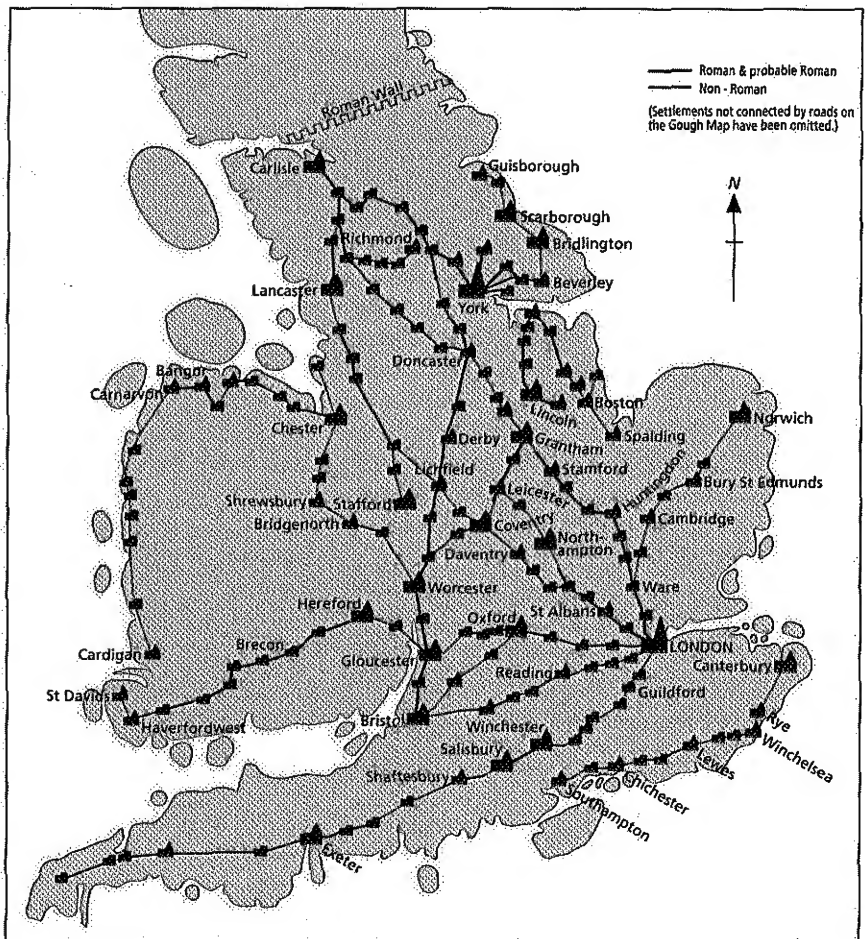 Roman & probable Roman
Non - Roman
(Settlements not connected by roads on
the Gough Map have been omitted.)
N
Roman Wall
Carlisle
Guisborough
Scarborough
Richmond
Bridlington
Lancaster
York
Beverley
Doncaster
Bangor
Carnarvon
Chester
Lincoln
Boston
Derby
Grantham
Spalding
Norwich
Lichfield
Stamford
Huntingdon
Shrewsbury
Stafford
Leicester
Bury St Edmunds
Bridgenorth
Coventry
Cambridge
Daventry
North-
ampton
Worcester
Ware
Hereford
Oxford
St Albans
Brecon
LONDON
Cardigan
Gloucester
Canterbury
Reading
St Davids
Guildford
Haverfordwest
Bristol
Winchester
Rye
Salisbury
Winchelsea
Shaftesbury
Lewes
Chichester
Southampton
Exeter